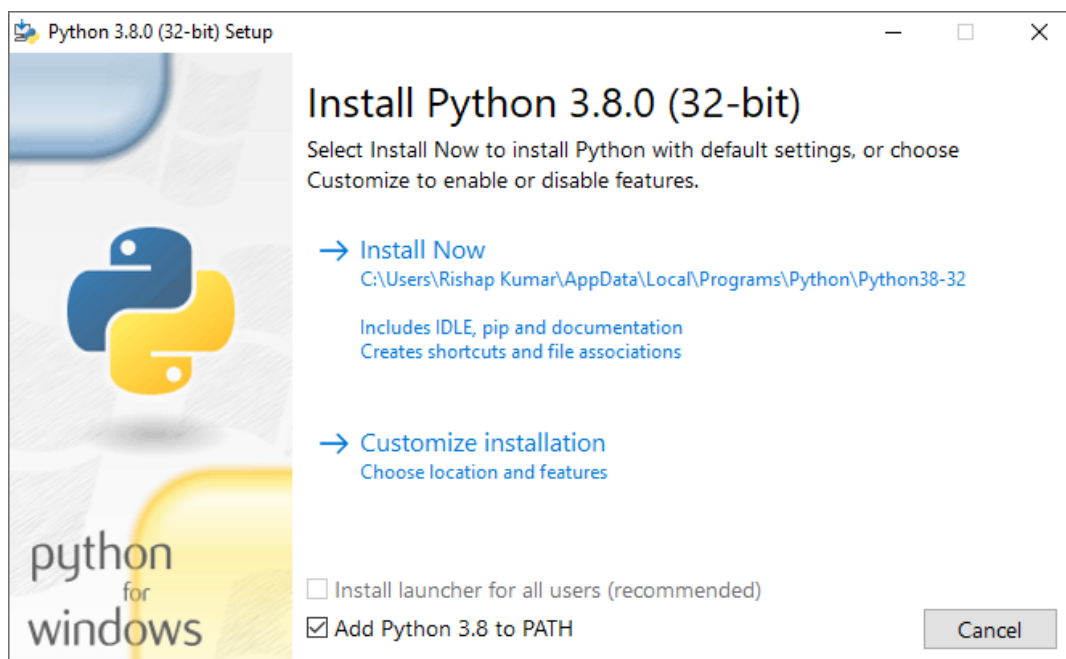 Python 3.8.0 (32-bit) Setup
Install Python 3.8.0 (32-bit)
Select Install Now to install Python with default settings, or choose
Customize to enable or disable features.
Install Now
C:\Users\Rishap Kumar\AppData\Local\Programs\Python\Python38-32
Includes IDLE, pip and documentation
Creates shortcuts and file associations
Customize installation
Choose location and features
python
for
windows
Install launcher for all users (recommended)
Add Python 3.8 to PATH
Cancel